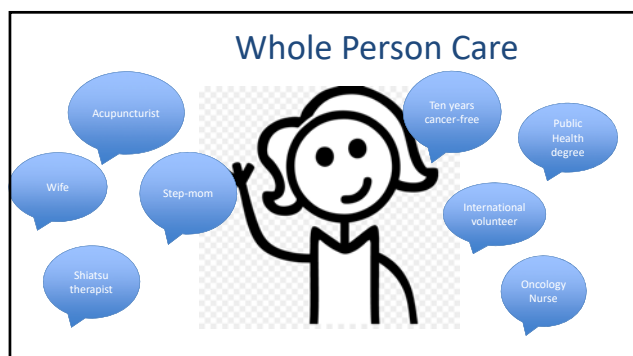 Whole Person Care
Acupuncturist
Ten years
cancer-free
Public
Health
degree
Wife
Step-mom
International
volunteer
Shiatsu
therapist
Oncology
Nurse